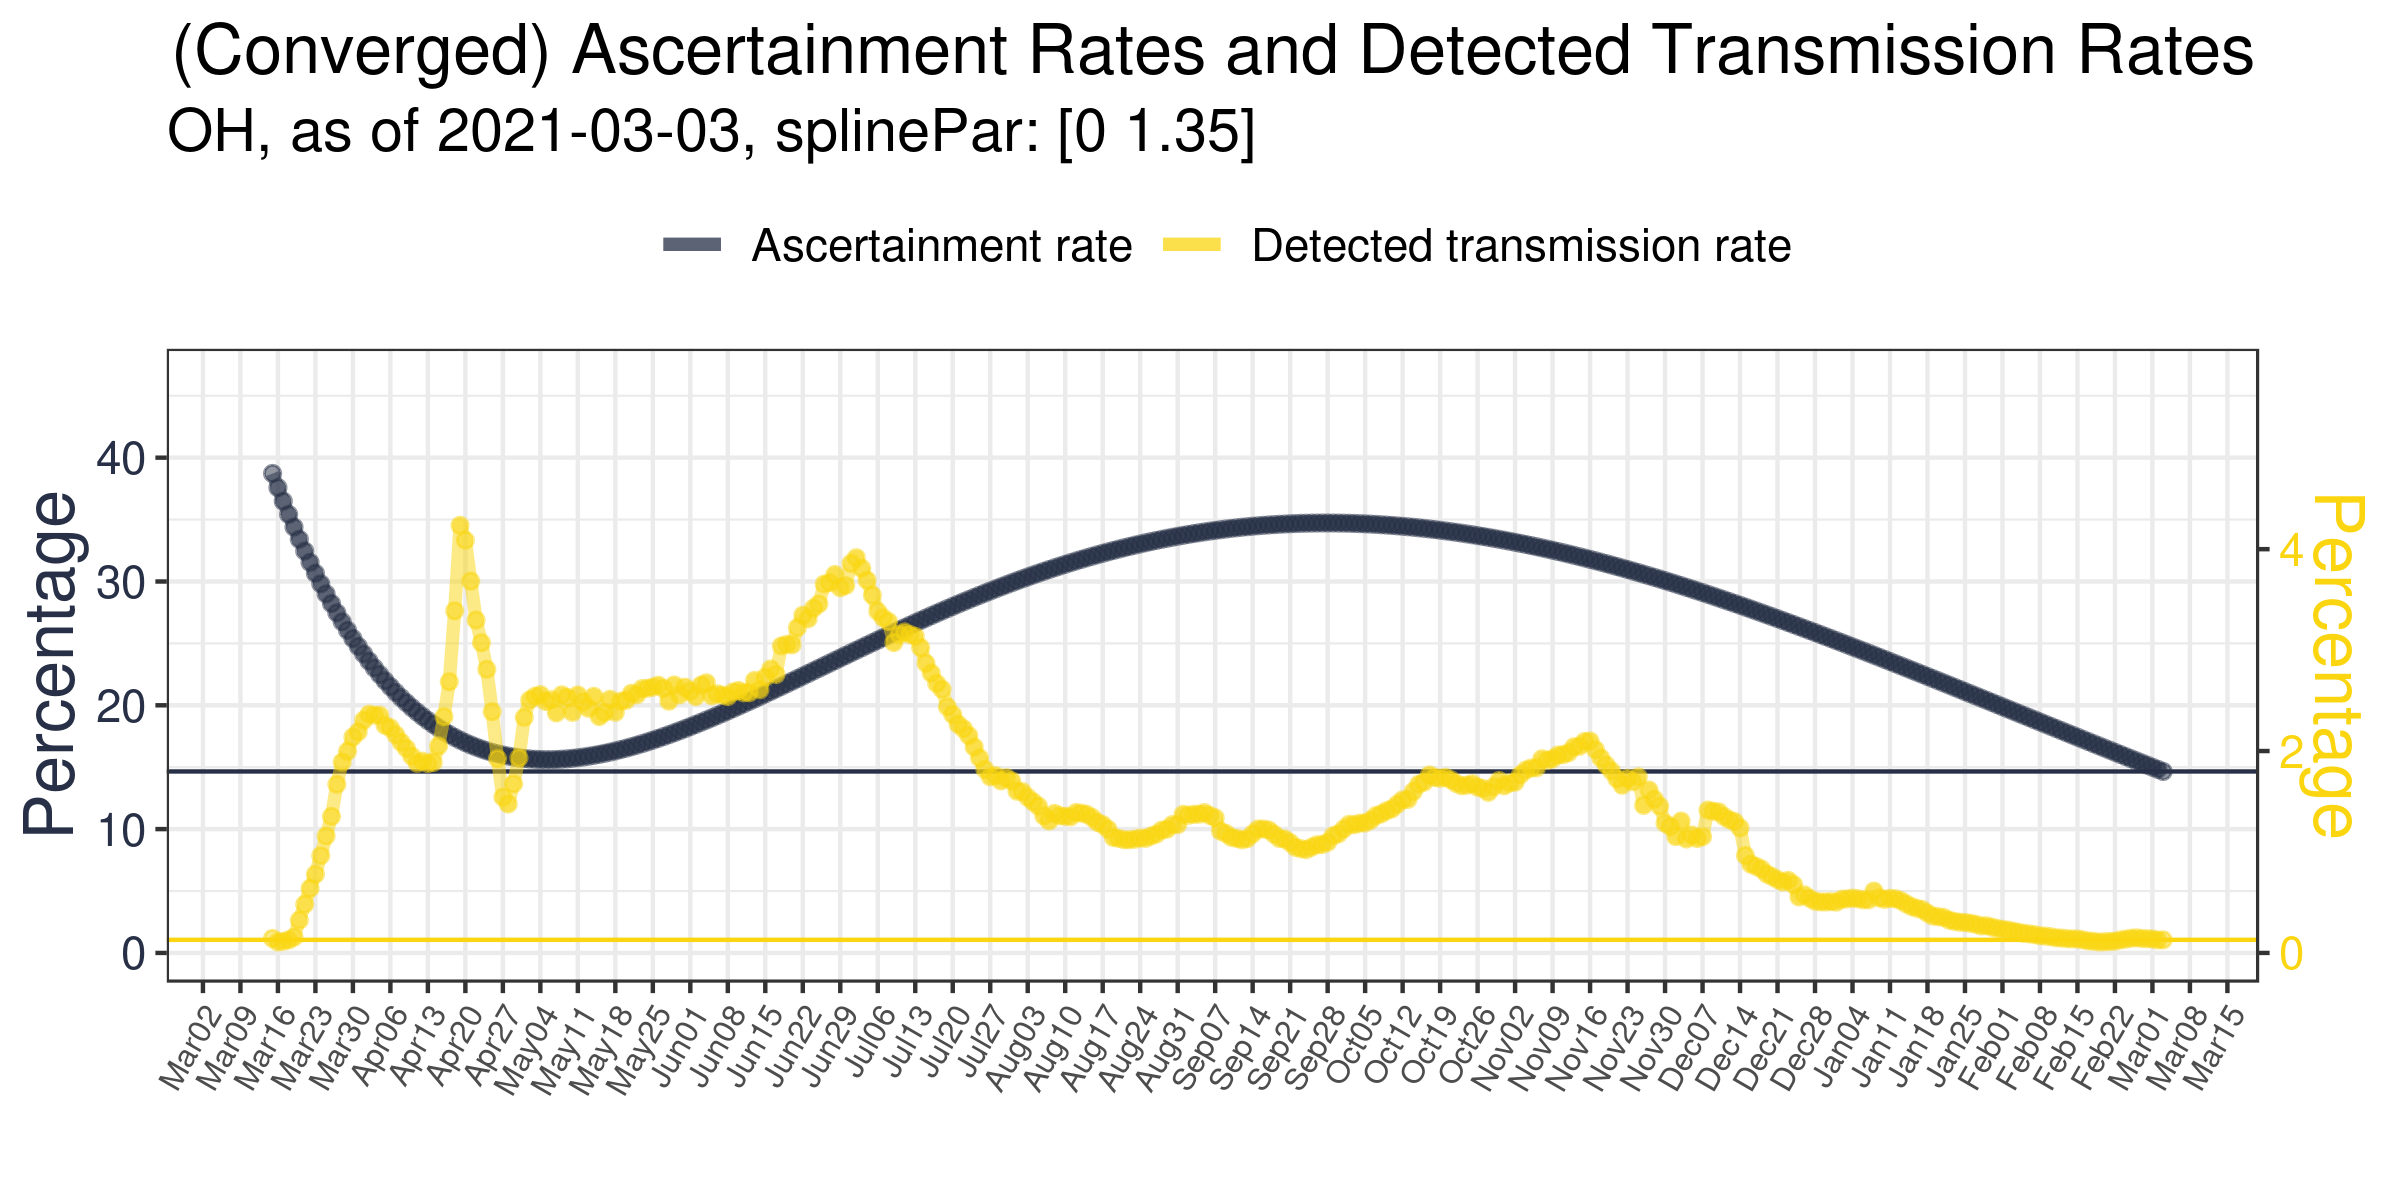 (Converged) Ascertainment Rates and Detected Transmission Rates
OH, as of 2021-03-03, splinePar: [0 1.35]
Ascertainment rate
Detected transmission rate
Percentage
40
30
20
10
0
4
2
0
Percentage
Mar02
Mar09
Mar16
Mar23
Mar30
Apr06
Apr13
Apr20
Apr27
May04
May11
May18
May25
Jun01
Jun08
Jun15
Jun22
Jun29
Jul06
Jul13
Jul20
Jul27
Aug03
Aug10
Aug17
Aug24
Aug31
Sep07
Sep14
Sep21
Sep28
Oct05
Oct12
Oct19
Oct26
Nov02
Nov09
Nov16
Nov23
Nov30
Dec07
Dec14
Dec21
Dec28
Jan04
Jan11
Jan18
Jan25
Feb01
Feb08
Feb15
Feb22
Mar01
Mar08
Mar15